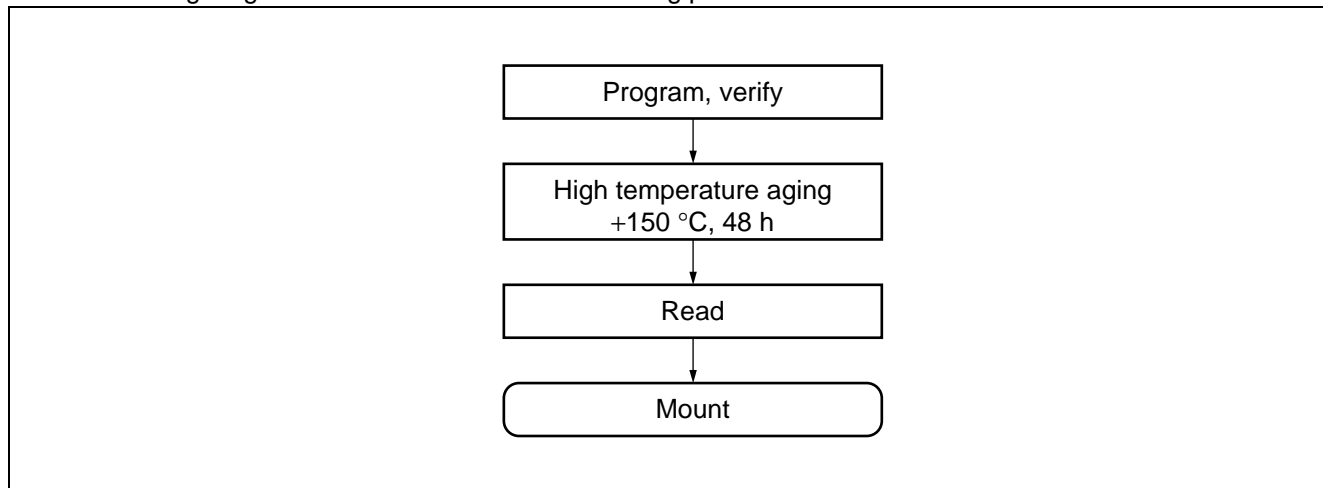 Program, verify
High temperature aging
+150 °C, 48 h
Read
Mount